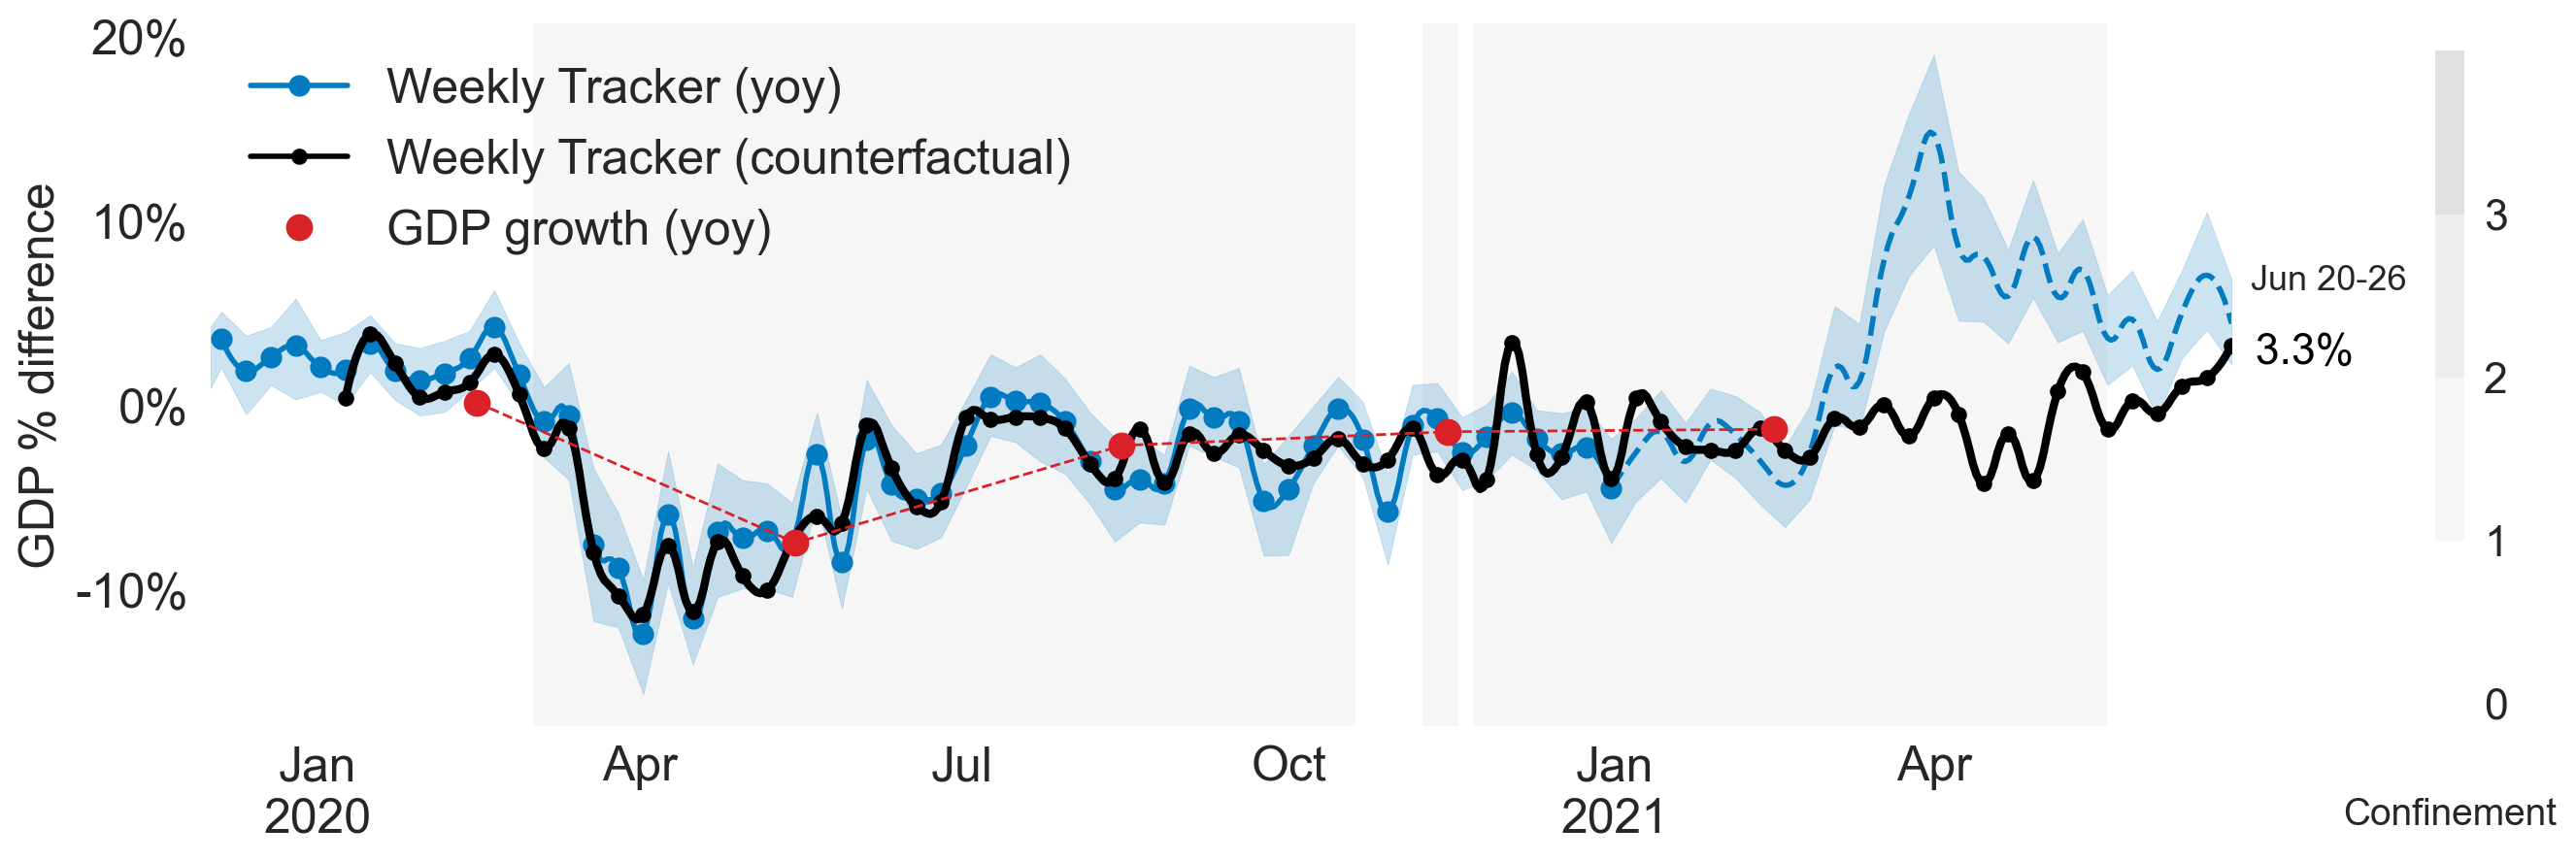 20%
10%
0%
-10%
GDP % difference
Weekly Tracker (yoy)
Weekly Tracker (counterfactual)
GDP growth (yoy)
Jun 20-26
3.3%
3
2
1
0
Jan
2020
Apr
Jul
Oct
Jan
2021
Apr
Confinement